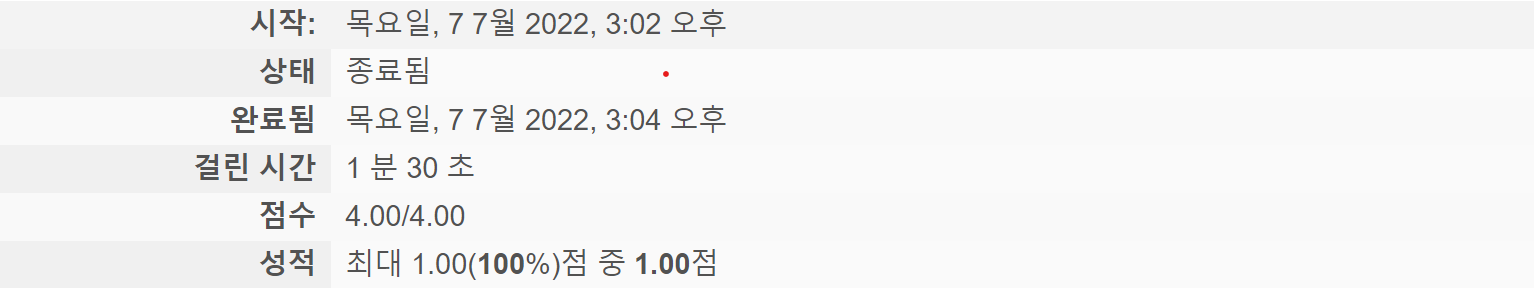 시작: 목요일, 7 7월 2022, 3:02 오후
상태 종료됨
완료됨 목요일, 7 7월 2022, 3:04 오후
걸린 시간 1 분 30 초
점수 4.00/4.00
성적 최대 1.00(100%)점 중 1.00점